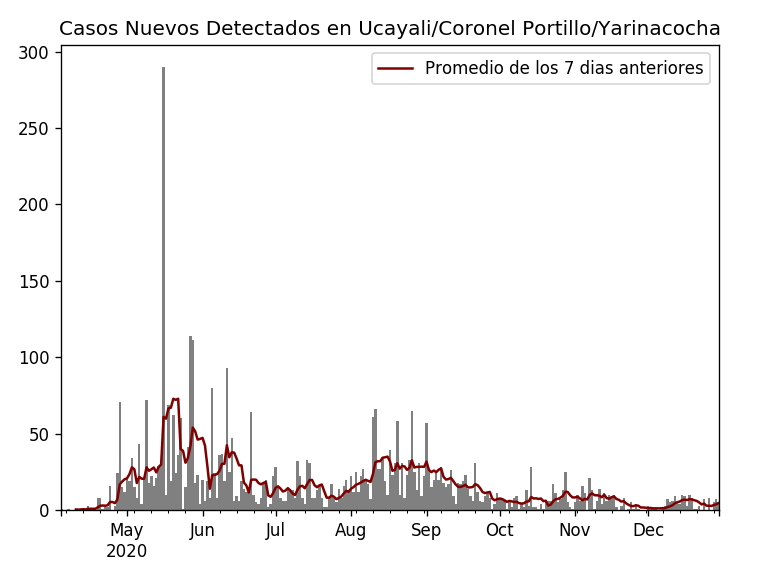 Casos Nuevos Detectados en Ucayali/Coronel Portillo/Yarinacocha
Promedio de los 7 dias anteriores
300
250
200
150
100
50
0
May Jun Jul Aug Sep Oct Nov Dec
2020